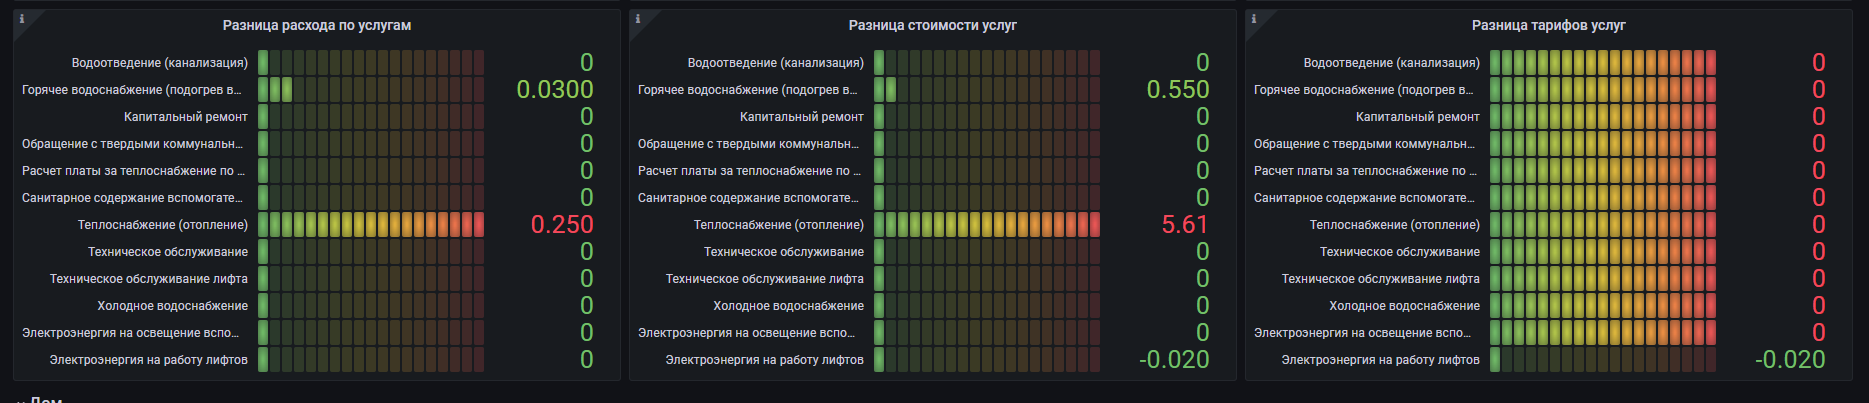 Разница расхода по услугам
Водоотведение (канализация) 0
Горячее водоснабжение (подогрев в... 0.0300
Капитальный ремонт 0
Обращение с твердыми коммунальн... 0
Расчет платы за теплоснабжение по ... 0
Санитарное содержание вспомогате... 0
Теплоснабжение (отопление) 0.250
Техническое обслуживание 0
Техническое обслуживание лифта 0
Холодное водоснабжение 0
Электроэнергия на освещение вспо... 0
Электроэнергия на работу лифтов 0
Разница стоимости услуг
Водоотведение (канализация) 0
Горячее водоснабжение (подогрев в... 0.550
Капитальный ремонт 0
Обращение с твердыми коммунальн... 0
Расчет платы за теплоснабжение по ... 0
Санитарное содержание вспомогате... 0
Теплоснабжение (отопление) 5.61
Техническое обслуживание 0
Техническое обслуживание лифта 0
Холодное водоснабжение 0
Электроэнергия на освещение вспо... 0
Электроэнергия на работу лифтов -0.020
Разница тарифов услуг
Водоотведение (канализация) 0
Горячее водоснабжение (подогрев в... 0
Капитальный ремонт 0
Обращение с твердыми коммунальн... 0
Расчет платы за теплоснабжение по ... 0
Санитарное содержание вспомогате... 0
Теплоснабжение (отопление) 0
Техническое обслуживание 0
Техническое обслуживание лифта 0
Холодное водоснабжение 0
Электроэнергия на освещение вспо... 0
Электроэнергия на работу лифтов -0.020